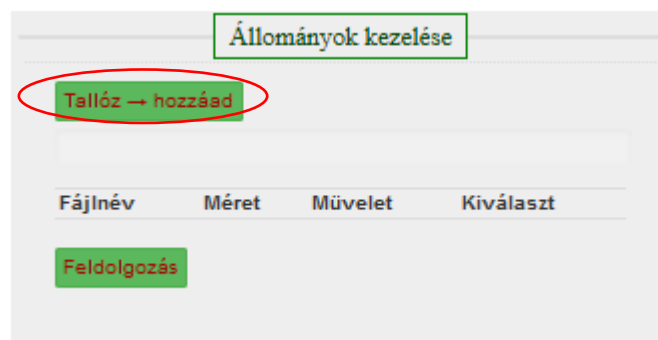 Állományok kezelése
Tallóz → hozzáad
Fájlnév Méret Müvelet Kiválaszt
Feldolgozás